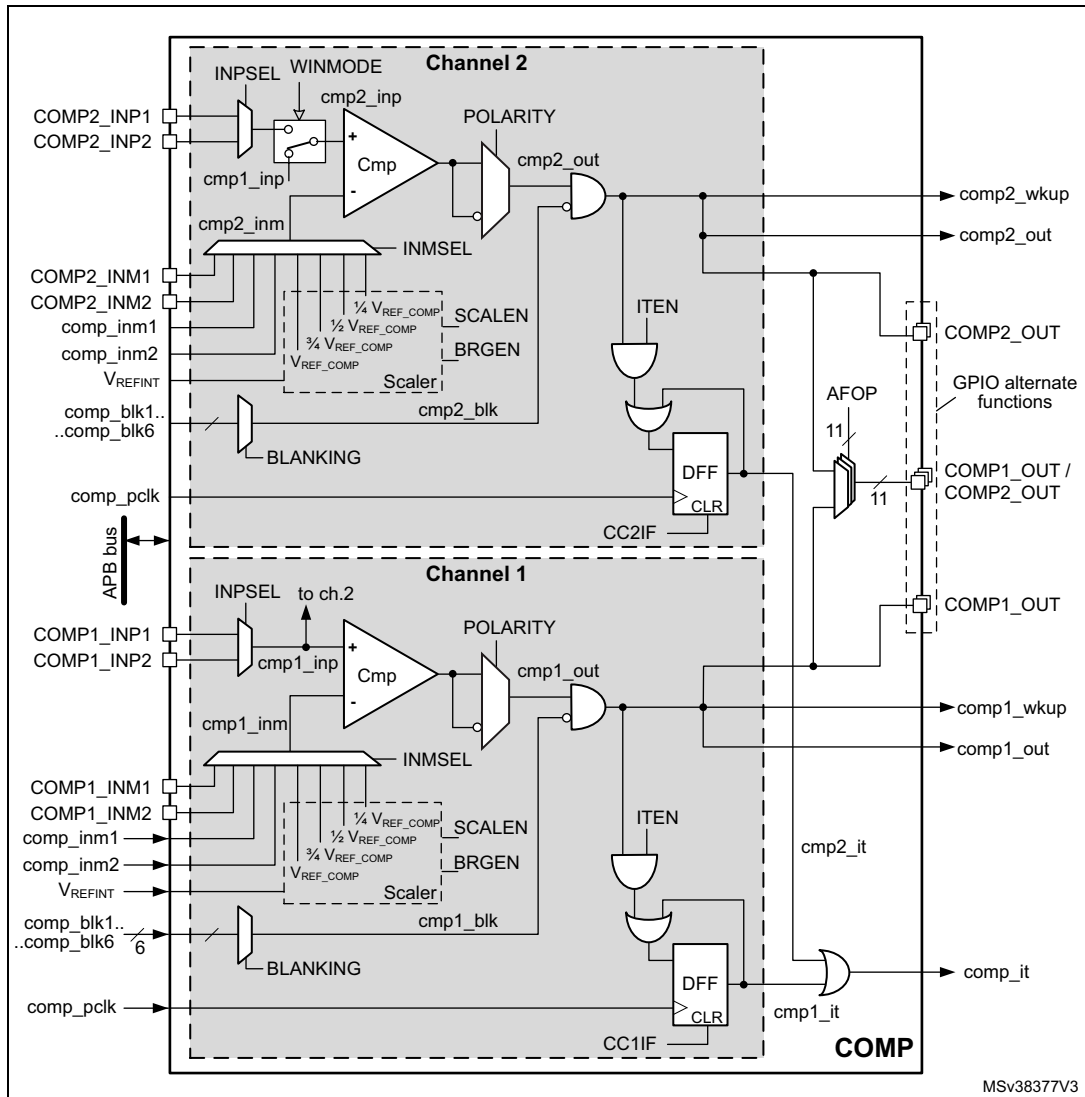 Channel 2
INPSEL
WINMODE
cmp2_inp
COMP2_INP1
COMP2_INP2
cmp1_inp
+
-
Cmp
POLARITY
cmp2_out
comp2_wkup
comp2_out
cmp2_inm
INMSEL
COMP2_INM1
COMP2_INM2
comp_inm1
comp_inm2
VREFINT
¼ VREF_COMP
½ VREF_COMP
¾ VREF_COMP
VREF_COMP
Scaler
SCALEN
BRGEN
ITEN
COMP2_OUT
GPIO alternate
functions
AFOP
11
11
COMP1_OUT /
COMP2_OUT
comp_blk1..
..comp_blk6
cmp2_blk
BLANKING
comp_pclk
DFF
CLR
CC2IF
APB bus
Channel 1
INPSEL
to ch.2
COMP1_INP1
COMP1_INP2
cmp1_inp
+
-
Cmp
POLARITY
cmp1_out
COMP1_OUT
comp1_wkup
comp1_out
cmp1_inm
INMSEL
COMP1_INM1
COMP1_INM2
comp_inm1
comp_inm2
VREFINT
¼ VREF_COMP
½ VREF_COMP
¾ VREF_COMP
VREF_COMP
Scaler
SCALEN
BRGEN
ITEN
cmp2_it
comp_blk1..
..comp_blk6
6
cmp1_blk
BLANKING
comp_pclk
DFF
CLR
CC1IF
cmp1_it
comp_it
COMP
MSv38377V3